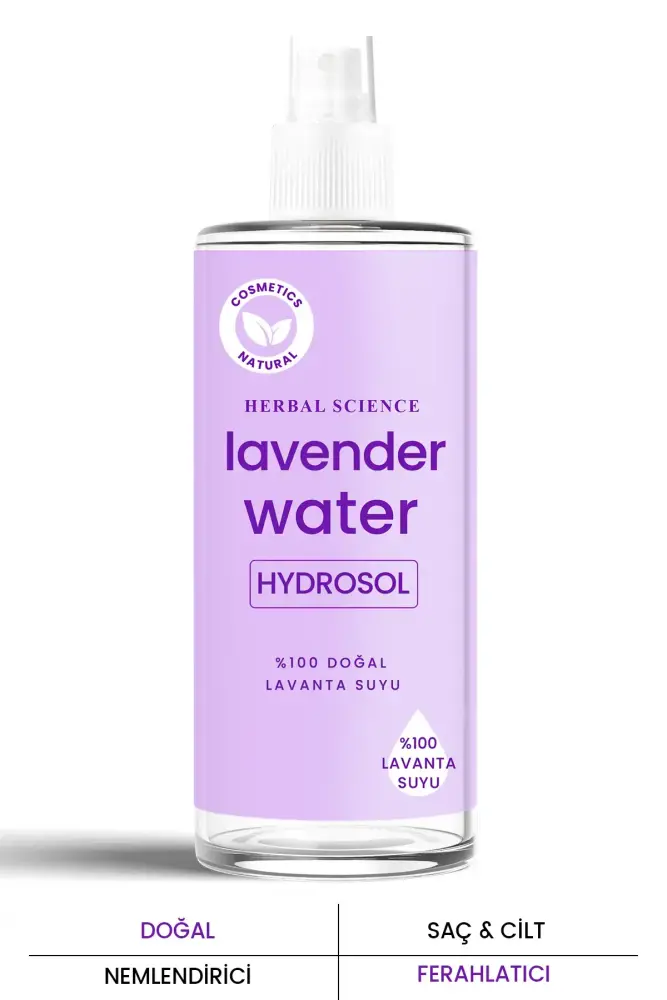 COSMETICS
NATURAL
HERBAL SCIENCE
lavender
water
HYDROSOL
%100 DOĞAL
LAVANTA SUYU
%100
LAVANTA
SUYU
DOĞAL
SAÇ & CİLT
NEMLENDİRİCİ
FERAHLATICI